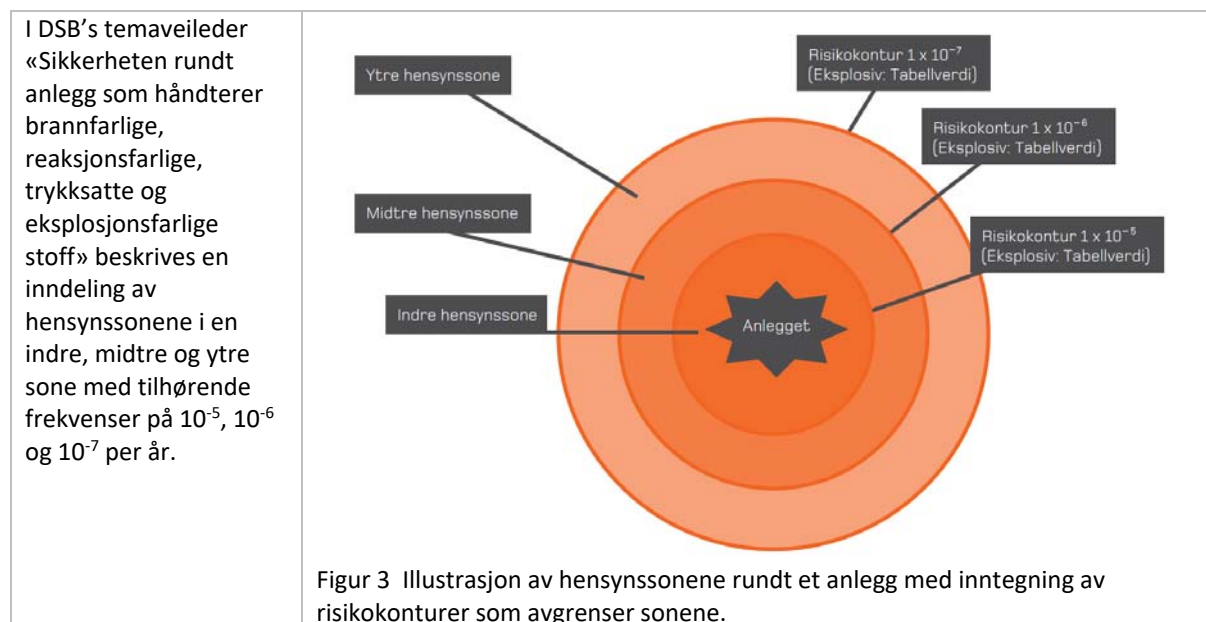 I DSB’s temaveileder
«Sikkerheten rundt
anlegg som håndterer
brannfarlige,
reaksjonsfarlige,
trykksatte og
eksplosjonsfarlige
stoff» beskrives en
inndeling av
hensynssonene i en
indre, midtre og ytre
sone med tilhørende
frekvenser på 10⁻⁵, 10⁻⁶
og 10⁻⁷ per år.
Ytre hensynssone
Midtre hensynssone
Indre hensynssone
Anlegget
Risikokontur 1 x 10⁻⁷
(Eksplosiv: Tabellverdi)
Risikokontur 1 x 10⁻⁶
(Eksplosiv: Tabellverdi)
Risikokontur 1 x 10⁻⁵
(Eksplosiv: Tabellverdi)
Figur 3 Illustrasjon av hensynssonene rundt et anlegg med inntegning av
risikokonturer som avgrenser sonene.